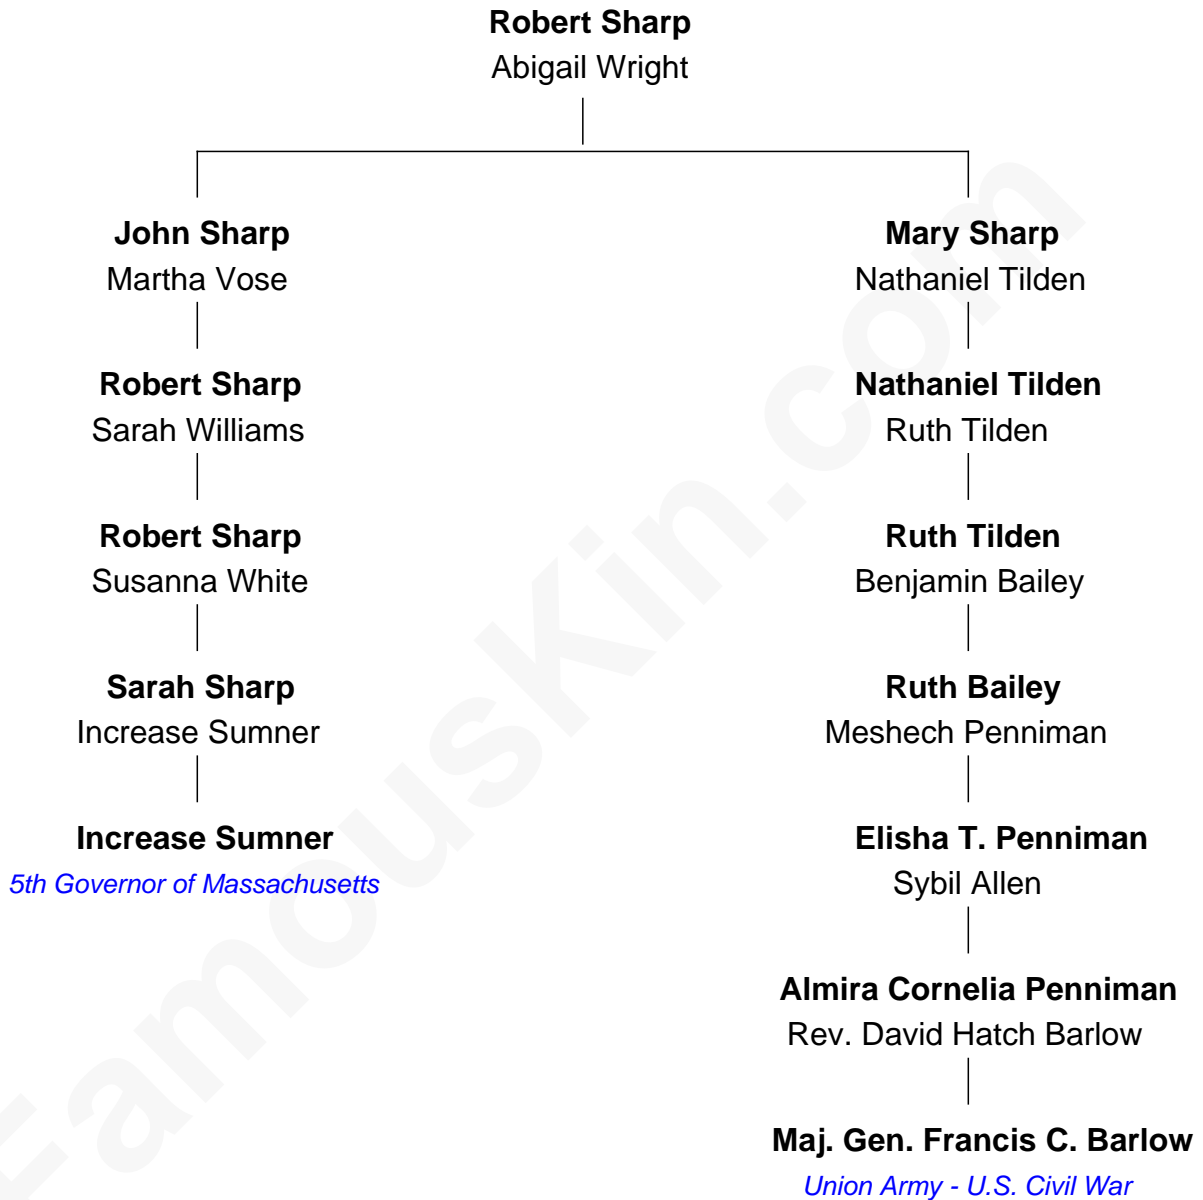 Robert Sharp
Abigail Wright
John Sharp
Martha Vose
Robert Sharp
Sarah Williams
Robert Sharp
Susanna White
Sarah Sharp
Increase Sumner
Increase Sumner
5th Governor of Massachusetts
Mary Sharp
Nathaniel Tilden
Nathaniel Tilden
Ruth Tilden
Ruth Tilden
Benjamin Bailey
Ruth Bailey
Meshech Penniman
Elisha T. Penniman
Sybil Allen
Almira Cornelia Penniman
Rev. David Hatch Barlow
Maj. Gen. Francis C. Barlow
Union Army - U.S. Civil War
FamousKin.com